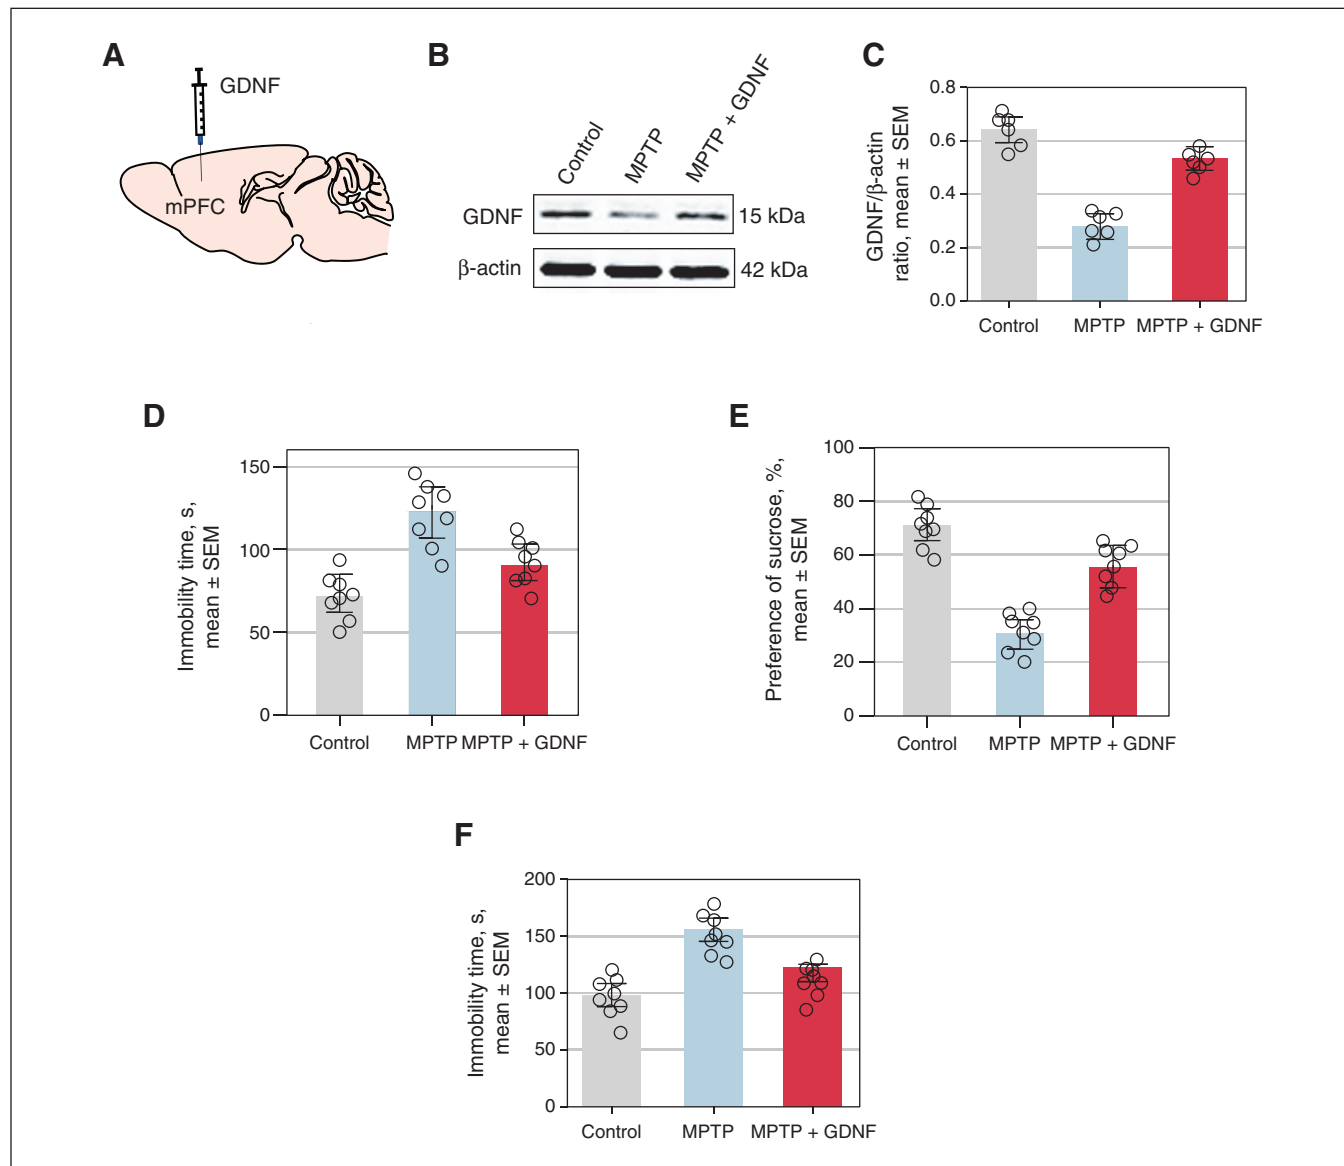 A
GDNF
mPFC
B
Control
MPTP
MPTP + GDNF
GDNF
15 kDa
β-actin
42 kDa
C
GDNF/β-actin
ratio, mean ± SEM
0.8
0.6
0.4
0.2
0.0
Control
MPTP
MPTP + GDNF
D
Immobility time, s,
mean ± SEM
150
100
50
0
Control
MPTP
MPTP + GDNF
E
Preference of sucrose, %,
mean ± SEM
100
80
60
40
20
0
Control
MPTP
MPTP + GDNF
F
Immobility time, s,
mean ± SEM
200
150
100
50
0
Control
MPTP
MPTP + GDNF